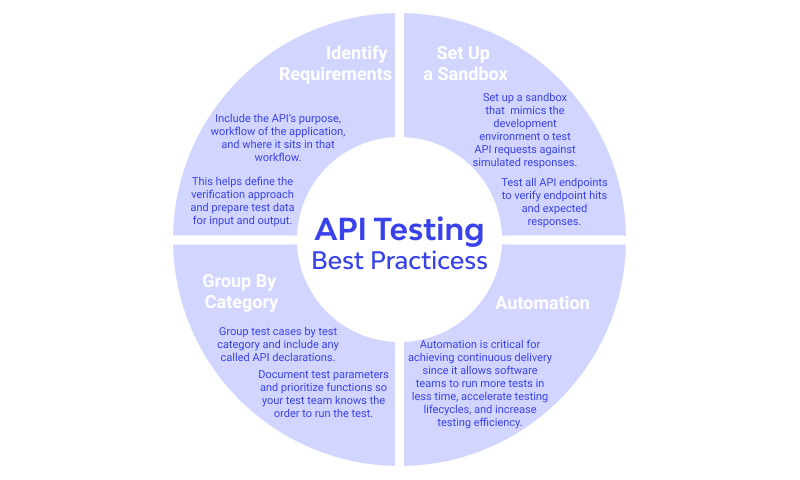 Identify
Requirements
Include the API's purpose,
workflow of the application,
and where it sits in that
workflow.
This helps define the
verification approach
and prepare test data
for input and output.
Set Up
a Sandbox
Set up a sandbox
that mimics the
development
environment o test
API requests against
simulated responses.
Test all API endpoints
to verify endpoint hits
and expected
responses.
API Testing
Best Practicess
Group By
Category
Group test cases by test
category and include any
called API declarations.
Document test parameters
and prioritize functions so
your test team knows the
order to run the test.
Automation
Automation is critical for
achieving continuous delivery
since it allows software
teams to run more tests in
less time, accelerate testing
lifecycles, and increase
testing efficiency.